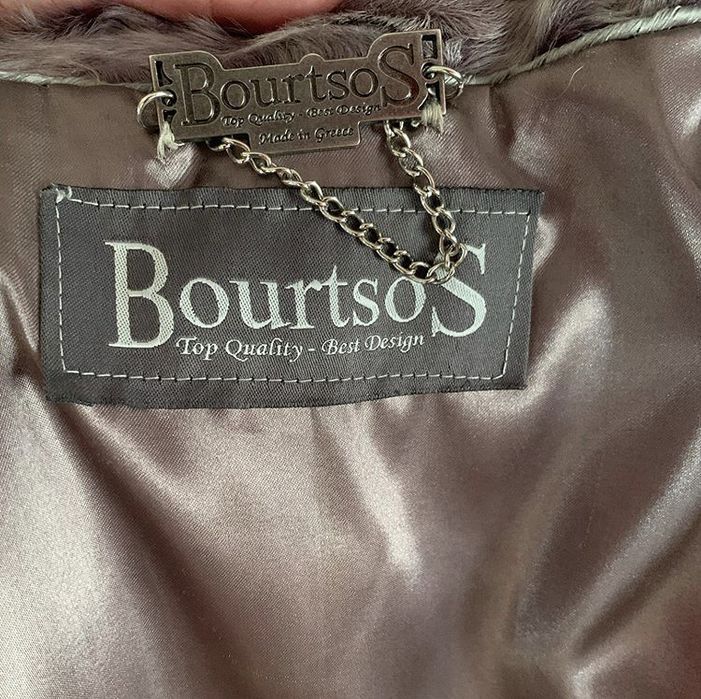 BourtsoS
Top Quality - Best Design
Made in Greece
BourtsoS
Top Quality - Best Design